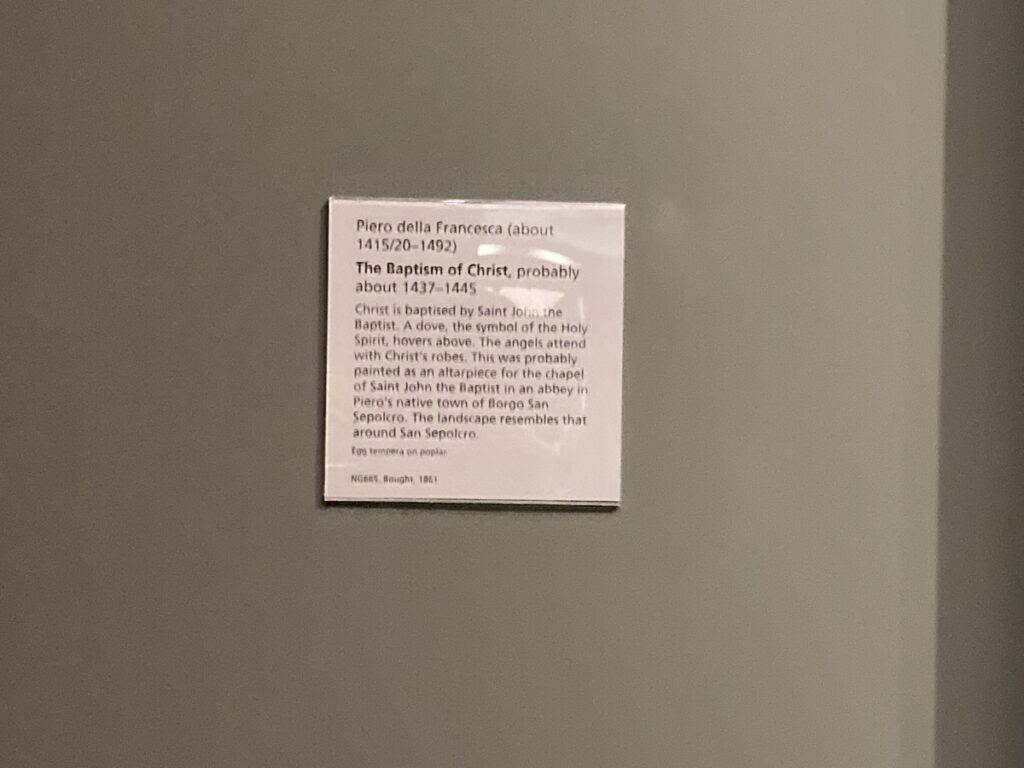 Piero della Francesca (about
1415/20–1492)
The Baptism of Christ, probably
about 1437–1445
Christ is baptised by Saint John the
Baptist. A dove, the symbol of the Holy
Spirit, hovers above. The angels attend
with Christ's robes. This was probably
painted as an altarpiece for the chapel
of Saint John the Baptist in an abbey in
Piero's native town of Borgo San
Sepolcro. The landscape resembles that
around San Sepolcro.
Egg tempera on poplar
NG665. Bought, 1861